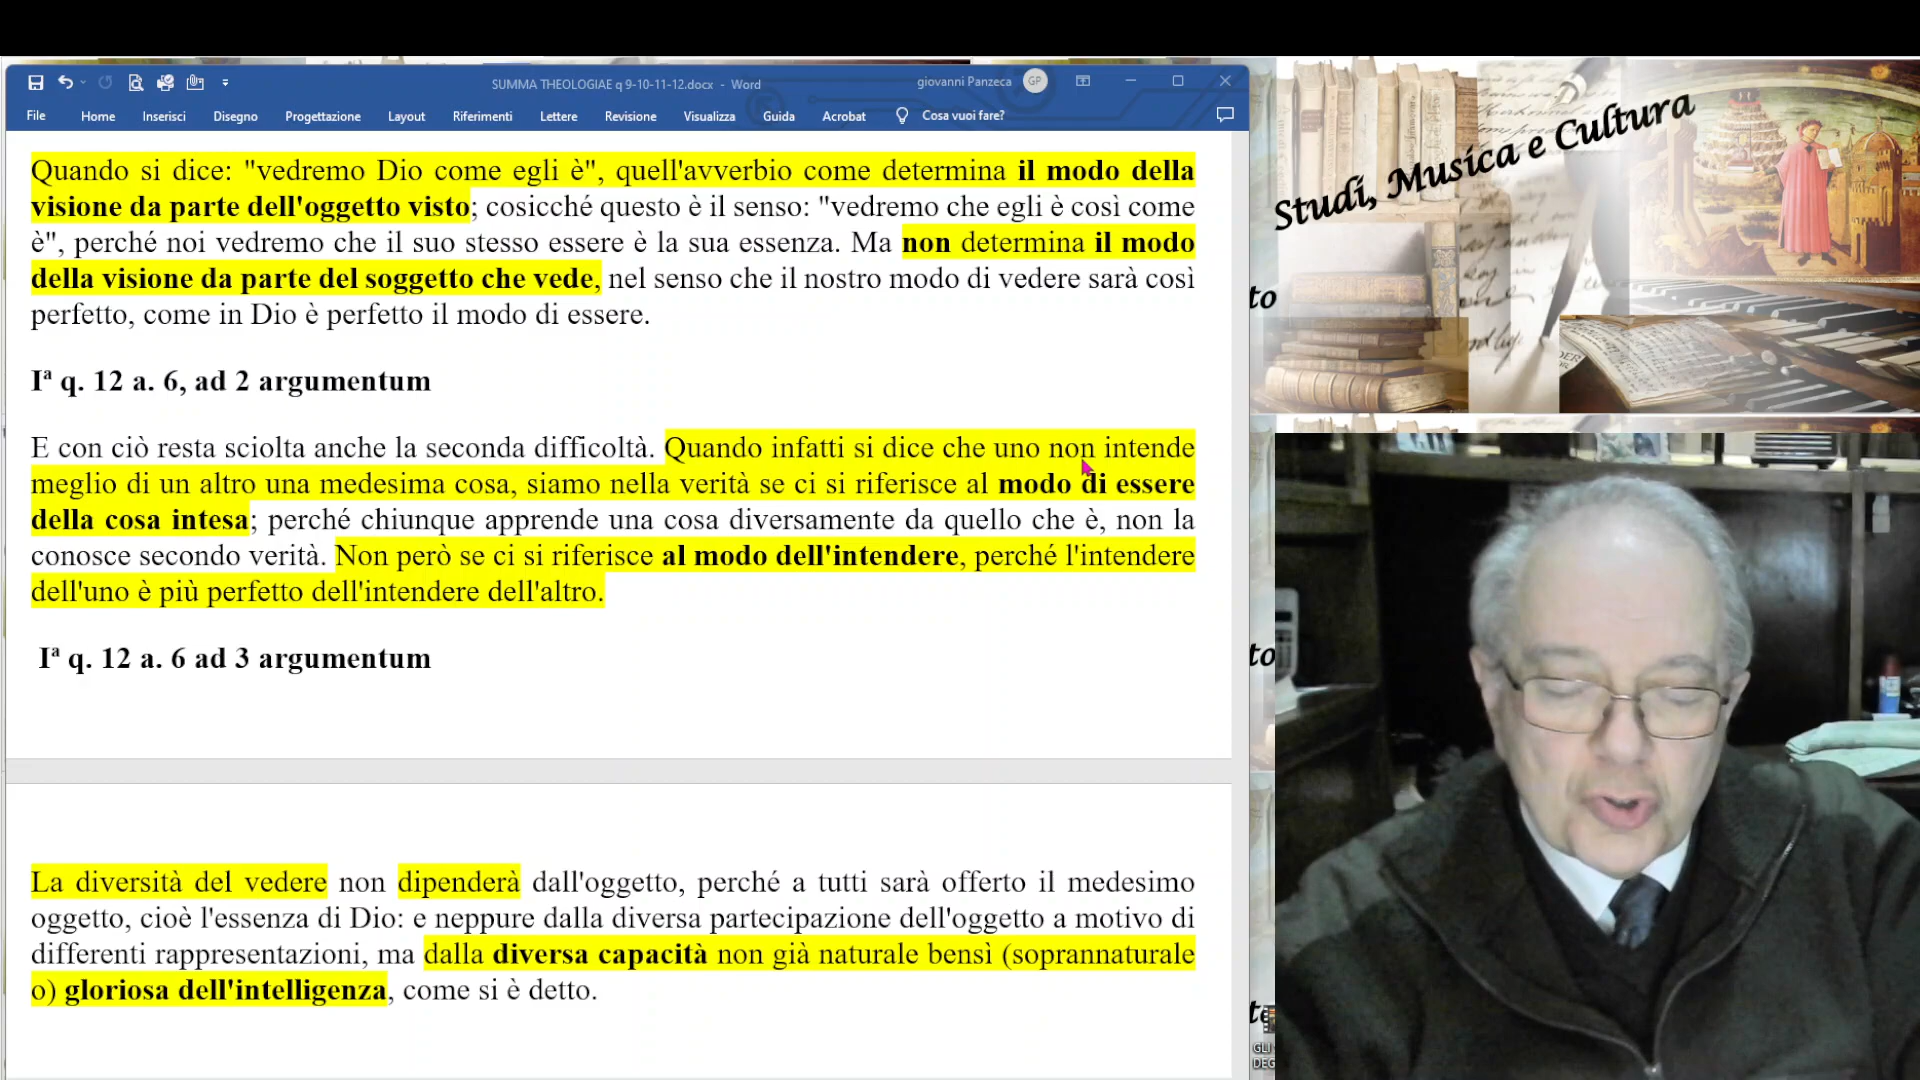 SUMMA THEOLOGIAE q 9-10-11-12.docx - Word
giovanni Panzeca
GP
File Home Inserisci Disegno Progettazione Layout Riferimenti Lettere Revisione Visualizza Guida Acrobat Cosa vuoi fare?
Quando si dice: "vedremo Dio come egli è", quell'avverbio come determina il modo della
visione da parte dell'oggetto visto; cosicché questo è il senso: "vedremo che egli è così come
è", perché noi vedremo che il suo stesso essere è la sua essenza. Ma non determina il modo
della visione da parte del soggetto che vede, nel senso che il nostro modo di vedere sarà così
perfetto, come in Dio è perfetto il modo di essere.
Iª q. 12 a. 6, ad 2 argumentum
E con ciò resta sciolta anche la seconda difficoltà. Quando infatti si dice che uno non intende
meglio di un altro una medesima cosa, siamo nella verità se ci si riferisce al modo di essere
della cosa intesa; perché chiunque apprende una cosa diversamente da quello che è, non la
conosce secondo verità. Non però se ci si riferisce al modo dell'intendere, perché l'intendere
dell'uno è più perfetto dell'intendere dell'altro.
Iª q. 12 a. 6 ad 3 argumentum
La diversità del vedere non dipenderà dall'oggetto, perché a tutti sarà offerto il medesimo
oggetto, cioè l'essenza di Dio: e neppure dalla diversa partecipazione dell'oggetto a motivo di
differenti rappresentazioni, ma dalla diversa capacità non già naturale bensì (soprannaturale
o) gloriosa dell'intelligenza, come si è detto.
Studi, Musica e Cultura
to
to
GLI
DEG